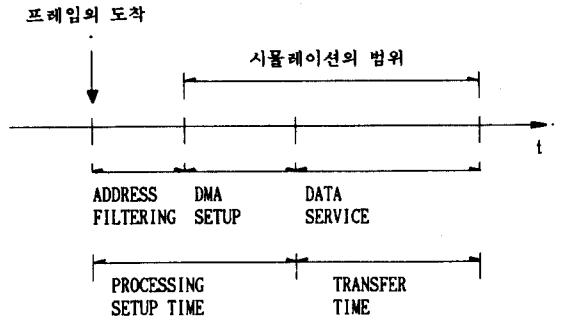 프레임의 도착
시뮬레이션의 범위
t
ADDRESS FILTERING
DMA SETUP
DATA SERVICE
PROCESSING SETUP TIME
TRANSFER TIME